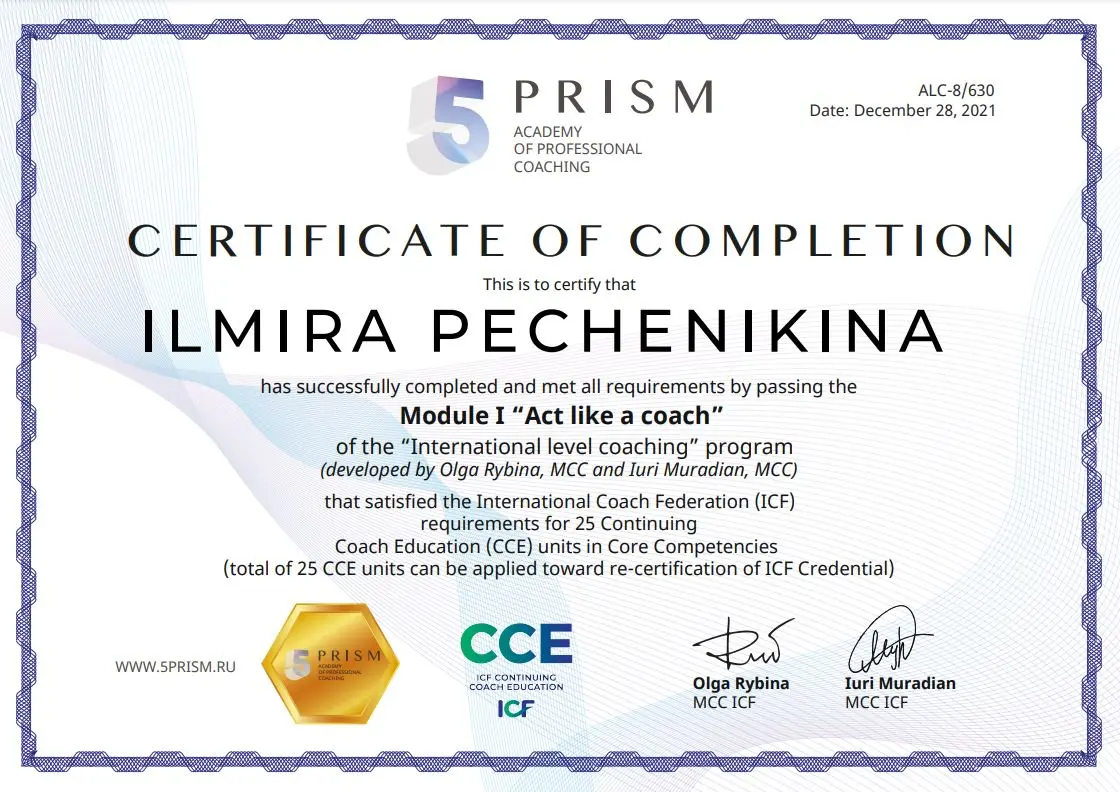 5 PRISM
ACADEMY
OF PROFESSIONAL
COACHING
ALC-8/630
Date: December 28, 2021
CERTIFICATE OF COMPLETION
This is to certify that
ILMIRA PECHENIKINA
has successfully completed and met all requirements by passing the
Module I “Act like a coach”
of the “International level coaching” program
(developed by Olga Rybina, MCC and Iuri Muradian, MCC)
that satisfied the International Coach Federation (ICF)
requirements for 25 Continuing
Coach Education (CCE) units in Core Competencies
(total of 25 CCE units can be applied toward re-certification of ICF Credential)
WWW.5PRISM.RU
5 PRISM
ACADEMY
OF PROFESSIONAL
COACHING
CCE
ICF CONTINUING
COACH EDUCATION
ICF
Olga Rybina
MCC ICF
Iuri Muradian
MCC ICF